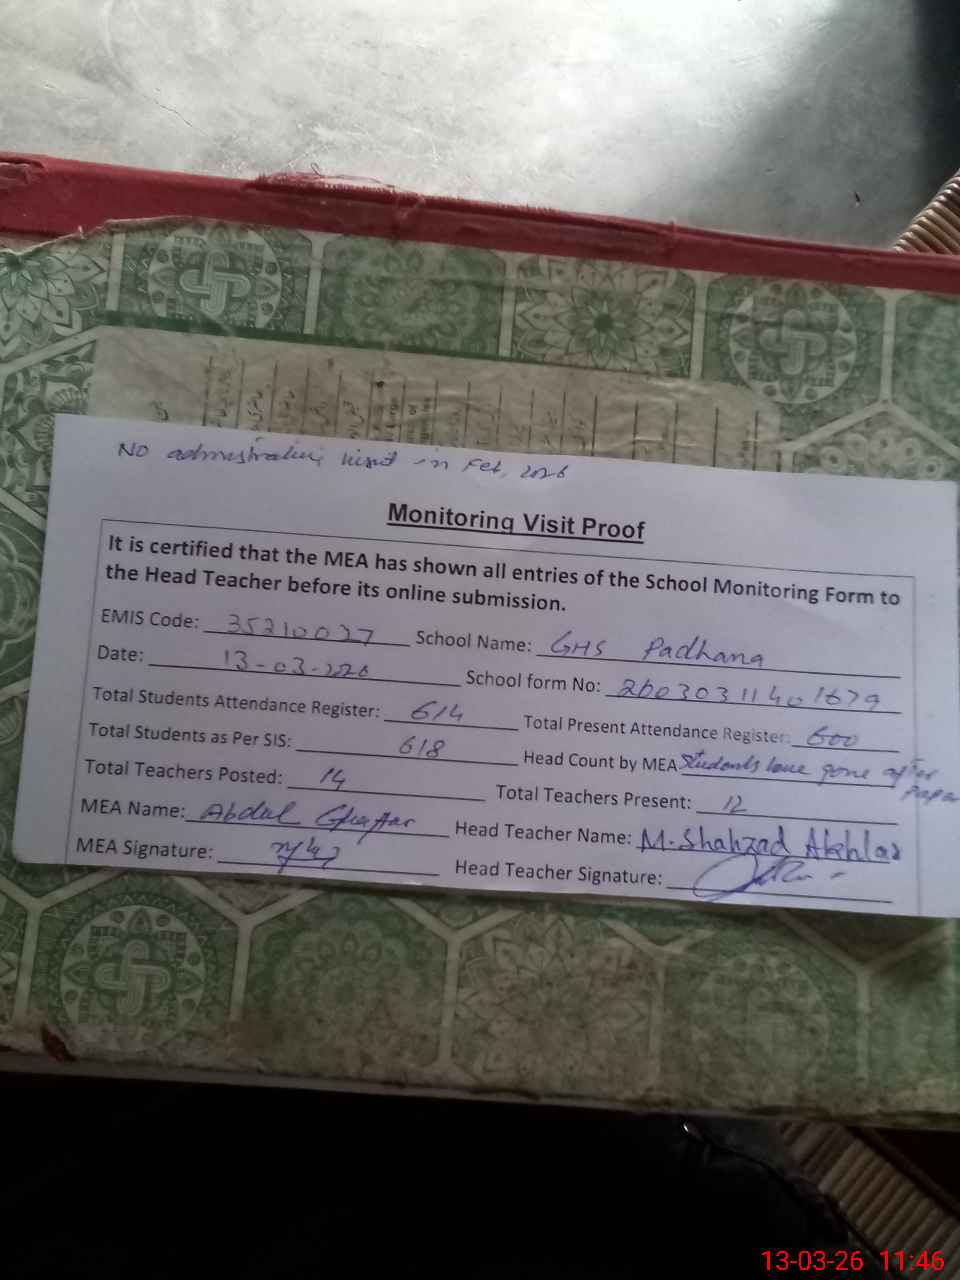 No administrative visit in Feb, 2026
Monitoring Visit Proof
It is certified that the MEA has shown all entries of the School Monitoring Form to
the Head Teacher before its online submission.
EMIS Code: 35210027 School Name: GHS Padhana
Date: 13-03-2026 School form No:
Total Students Attendance Register: 614 Total Present Attendance Register: 600
Total Students as Per SIS: 618 Head Count by MEA Students have gone after paper
Total Teachers Posted: 14 Total Teachers Present: 12
MEA Name: Abdul Ghaffar Head Teacher Name: M. Shahzad Akhlaq
MEA Signature: Head Teacher Signature:
13-03-26 11:46